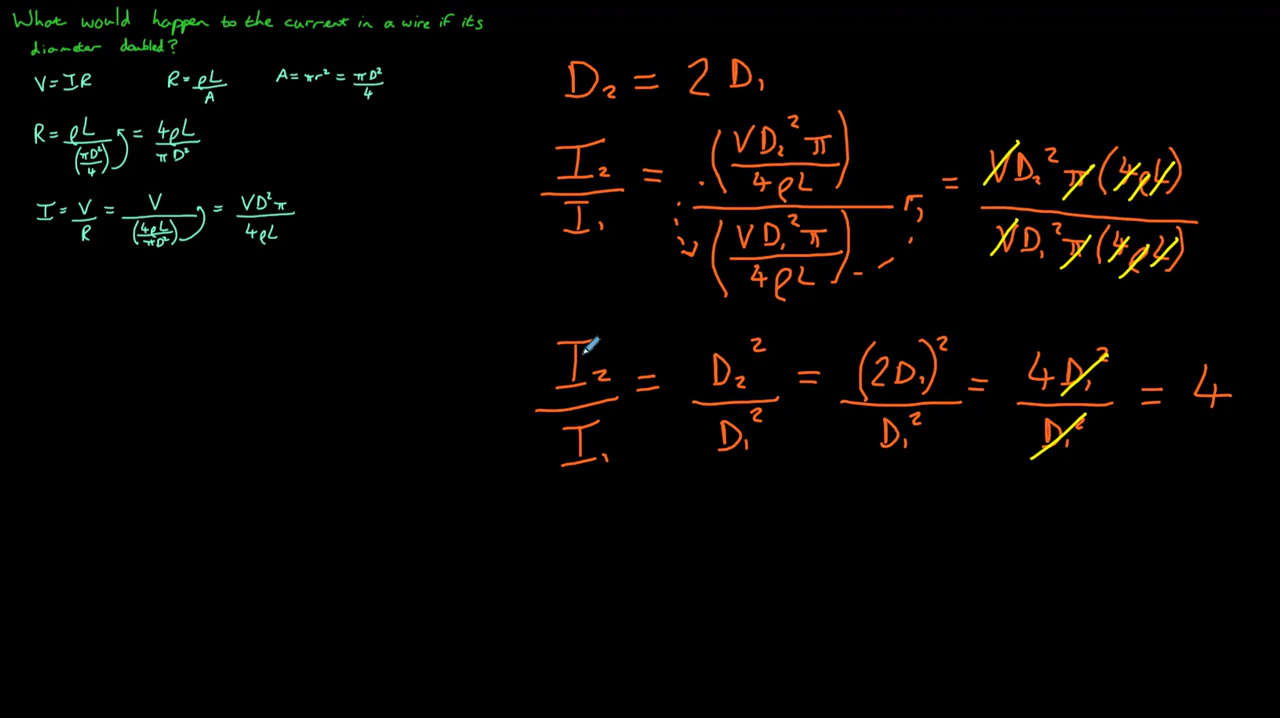 What would happen to the current in a wire if its
diameter doubled?
V = IR R = ρL/A A = πr² = πD²/4
R = ρL/(πD²/4) = 4ρL/πD²
I = V/R = V/(4ρL/πD²) = VD²π/4ρL
D₂ = 2 D₁
I₂/I₁ = (VD₂²π/4ρL)/(VD₁²π/4ρL) = VD₂²π(4ρL)/VD₁²π(4ρL)
I₂/I₁ = D₂²/D₁² = (2D₁)²/D₁² = 4D₁²/D₁² = 4